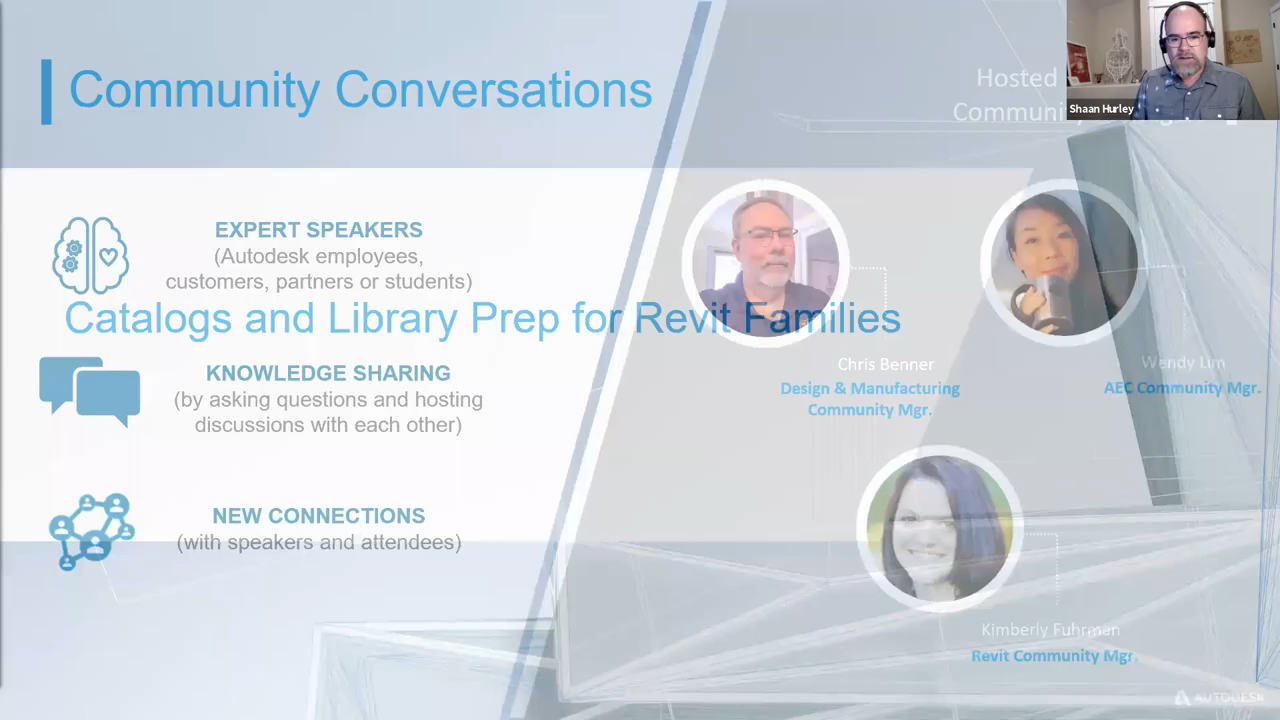 Community Conversations
Hosted
Communi
Shaan Hurley
EXPERT SPEAKERS
(Autodesk employees,
customers, partners or students)
Catalogs and Library Prep for Revit Families
KNOWLEDGE SHARING
(by asking questions and hosting
discussions with each other)
NEW CONNECTIONS
(with speakers and attendees)
Chris Benner
Design & Manufacturing
Community Mgr.
Wendy Lim
AEC Community Mgr.
Kimberly Fuhrman
Revit Community Mgr.
AUTODESK